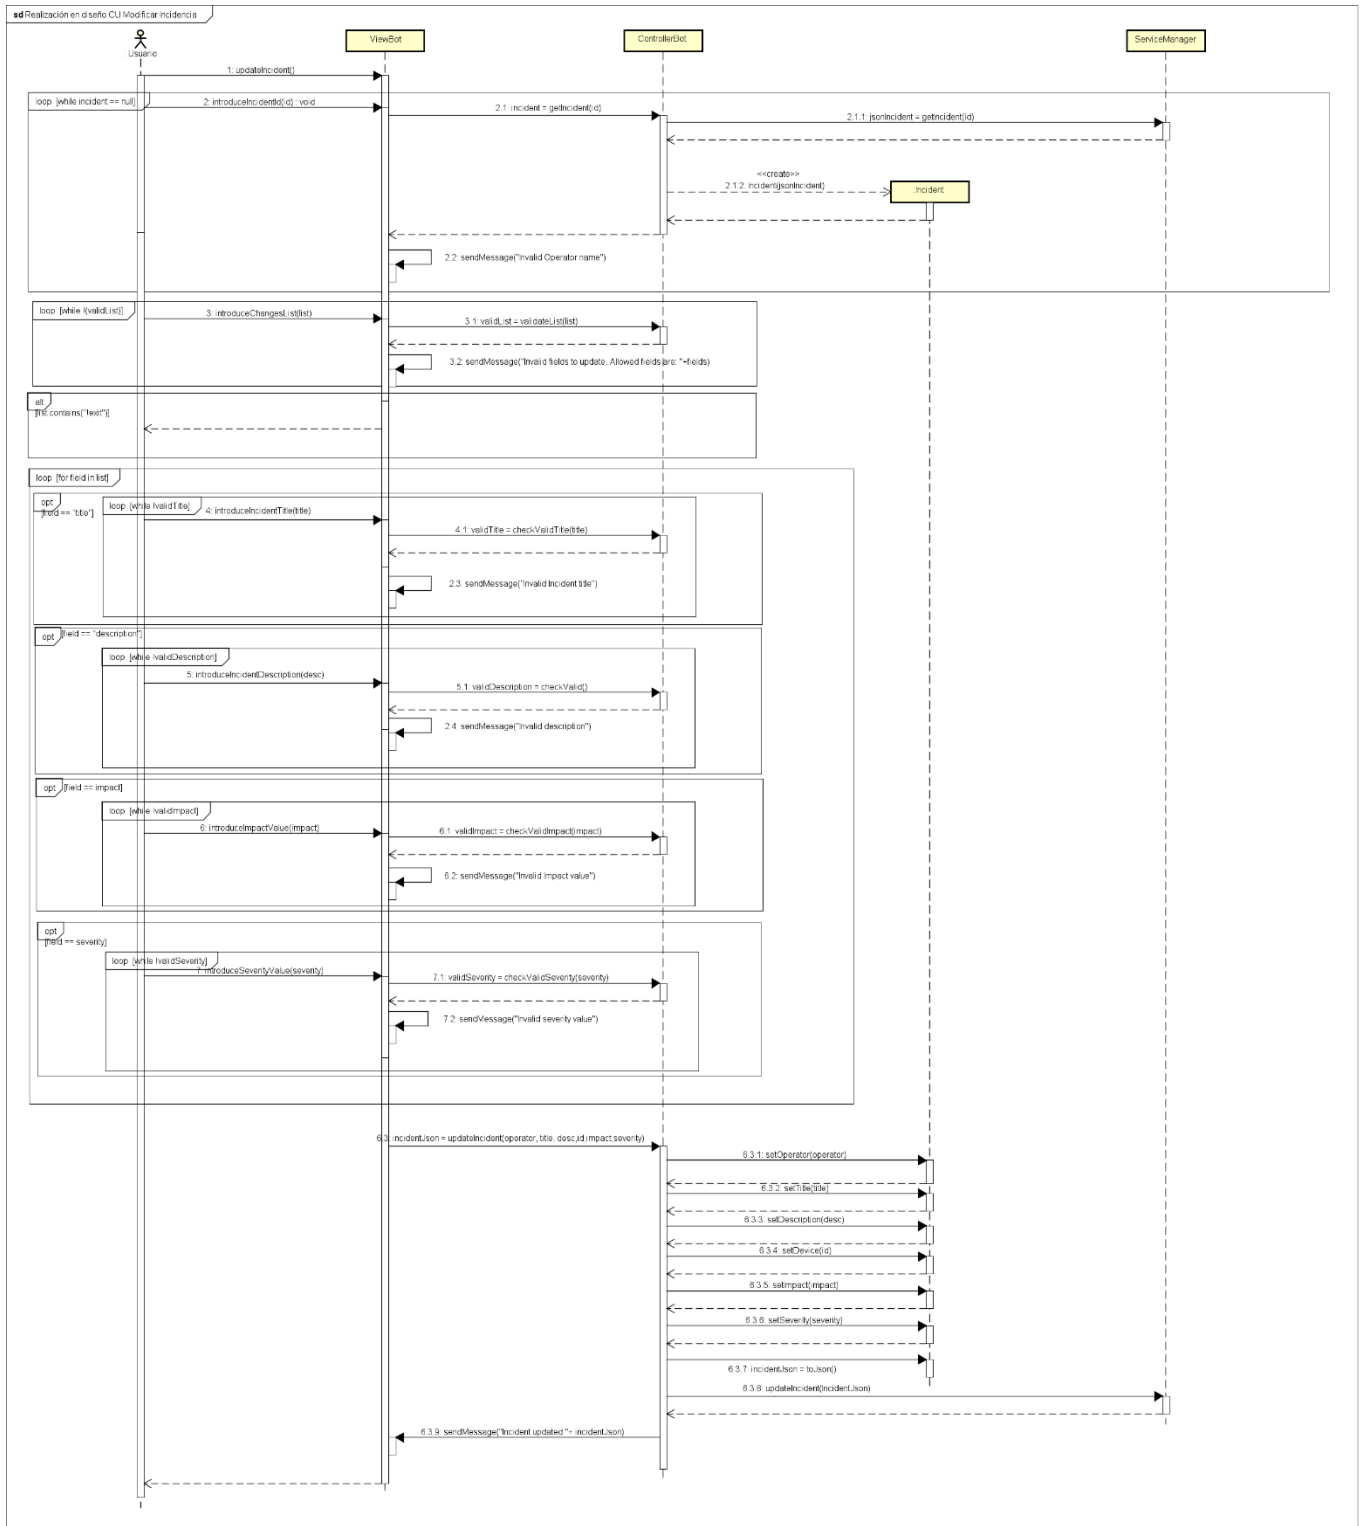 sd Realización en diseño CU Modificar Incidencia
: Usuario
ViewBot
ControllerBot
ServiceManager
1: updateIncident()
loop [while incident == null]
2: introduceIncidentId(id) : void
2.1: incident = getIncident(id)
2.1.1: jsonIncident = getIncident(id)
<<create>>
2.1.2: Incident(jsonIncident)
:Incident
2.2: sendMessage("Invalid Operator name")
loop [while !(validList)]
3: introduceChangesList(list)
3.1: validList = validateList(list)
3.2: sendMessage("Invalid fields to update. Allowed fields are: "+fields)
alt
[list.contains("!exit")]
loop [for field in list]
opt
[field == "title"]
loop [while !validTitle]
4: introduceIncidentTitle(title)
4.1: validTitle = checkValidTitle(title)
2.3: sendMessage("Invalid Incident title")
opt [field == "description"]
loop [while !validDescription]
5: introduceIncidentDescription(desc)
5.1: validDescription = checkValid()
2.4: sendMessage("Invalid description")
opt [field == impact]
loop [while !validImpact]
6: introduceImpactValue(impact)
6.1: validImpact = checkValidImpact(impact)
6.2: sendMessage("Invalid Impact value")
opt
[field == severity]
loop [while !validSeverity]
7: introduceSeverityValue(severity)
7.1: validSeverity = checkValidSeverity(severity)
7.2: sendMessage("Invalid severity value")
6.3: incidentJson = updateIncident(operator, title, desc,id,impact,severity)
6.3.1: setOperator(operator)
6.3.2: setTitle(title)
6.3.3: setDescription(desc)
6.3.4: setDevice(id)
6.3.5: setImpact(impact)
6.3.6: setSeverity(severity)
6.3.7: incidentJson = toJson()
6.3.8: updateIncident(IncidentJson)
6.3.9: sendMessage("Incident updated "+ incidentJson)